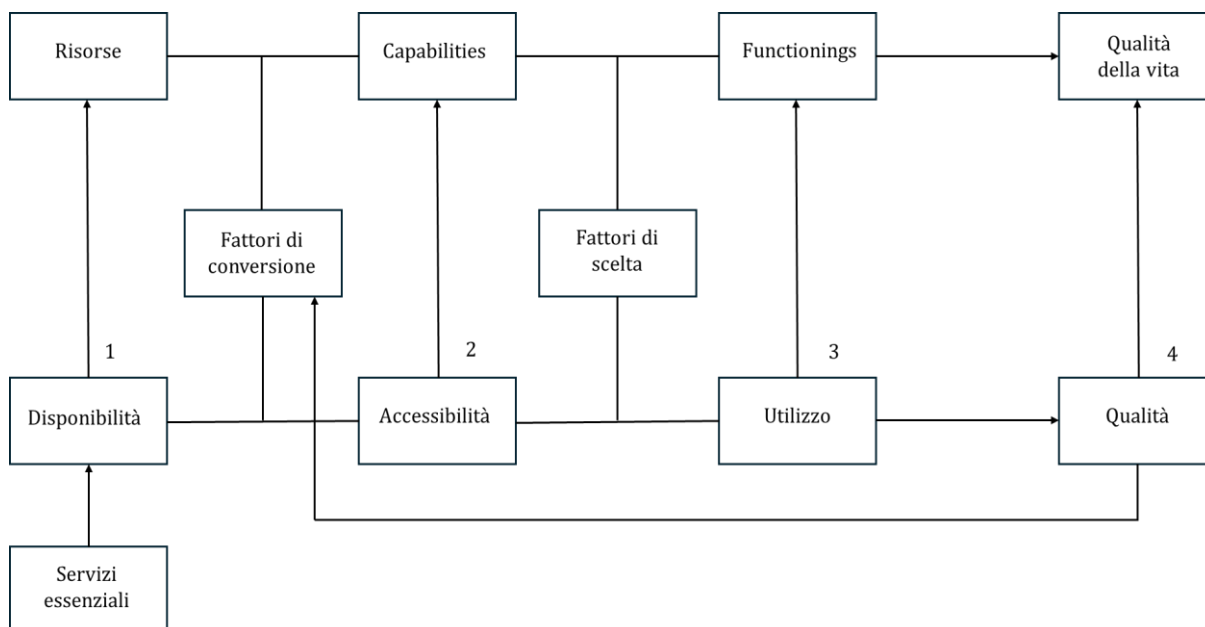 Risorse
Capabilities
Functionings
Qualità
della vita
Fattori di
conversione
Fattori di
scelta
1
2
3
4
Disponibilità
Accessibilità
Utilizzo
Qualità
Servizi
essenziali